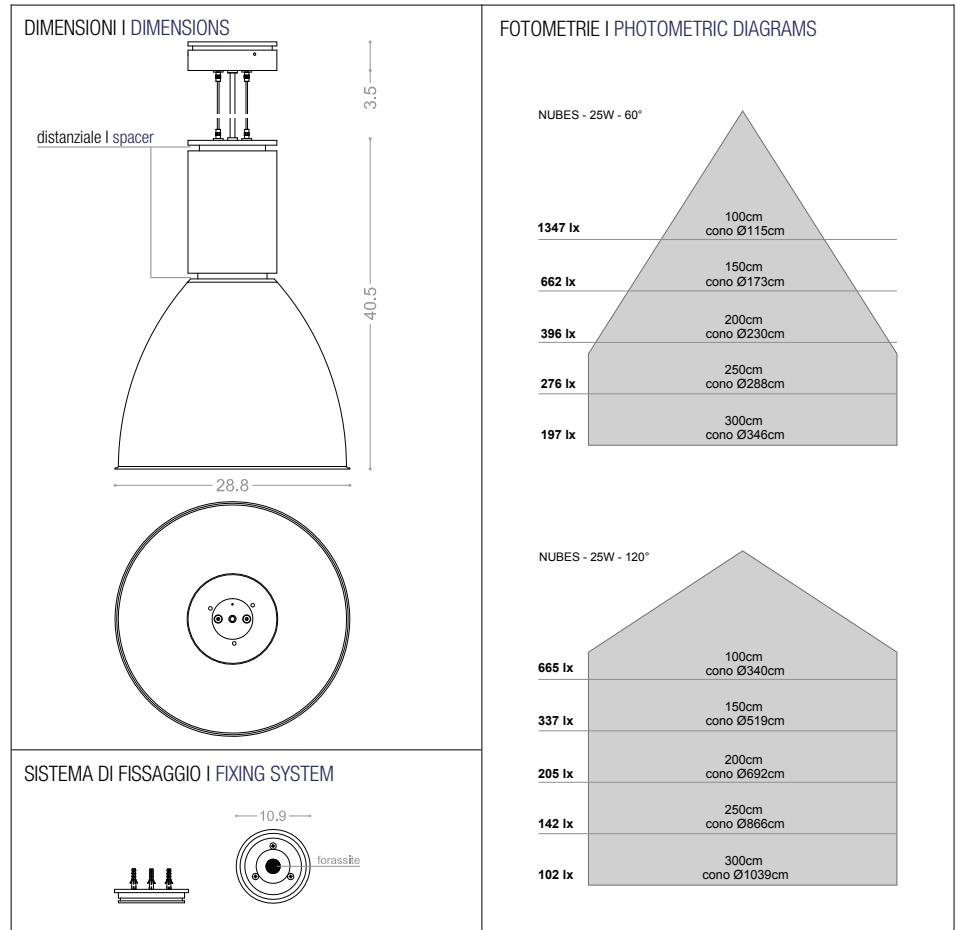 DIMENSIONI I DIMENSIONS
3.5
distanziale I spacer
40.5
28.8
SISTEMA DI FISSAGGIO I FIXING SYSTEM
10.9
forassite
FOTOMETRIE I PHOTOMETRIC DIAGRAMS
NUBES - 25W - 60°
1347 lx
100cm
cono Ø115cm
662 lx
150cm
cono Ø173cm
396 lx
200cm
cono Ø230cm
276 lx
250cm
cono Ø288cm
197 lx
300cm
cono Ø346cm
NUBES - 25W - 120°
665 lx
100cm
cono Ø340cm
337 lx
150cm
cono Ø519cm
205 lx
200cm
cono Ø692cm
142 lx
250cm
cono Ø866cm
102 lx
300cm
cono Ø1039cm